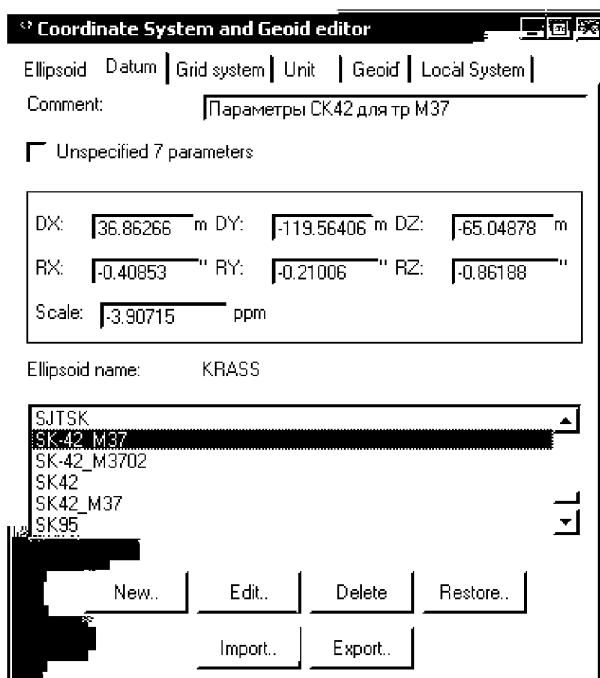 Coordinate System and Geoid editor
Ellipsoid Datum Grid system Unit Geoid Local System
Comment: Параметры СК42 для тр М37
Unspecified 7 parameters
DX: 36.86266 m DY: -119.56406 m DZ: -65.04878 m
RX: -0.40853 " RY: -0.21006 " RZ: -0.86188 "
Scale: -3.90715 ppm
Ellipsoid name: KRASS
SJTSK
SK-42_M37
SK-42_M3702
SK42
SK42_M37
SK95
New.. Edit.. Delete Restore..
Import.. Export..